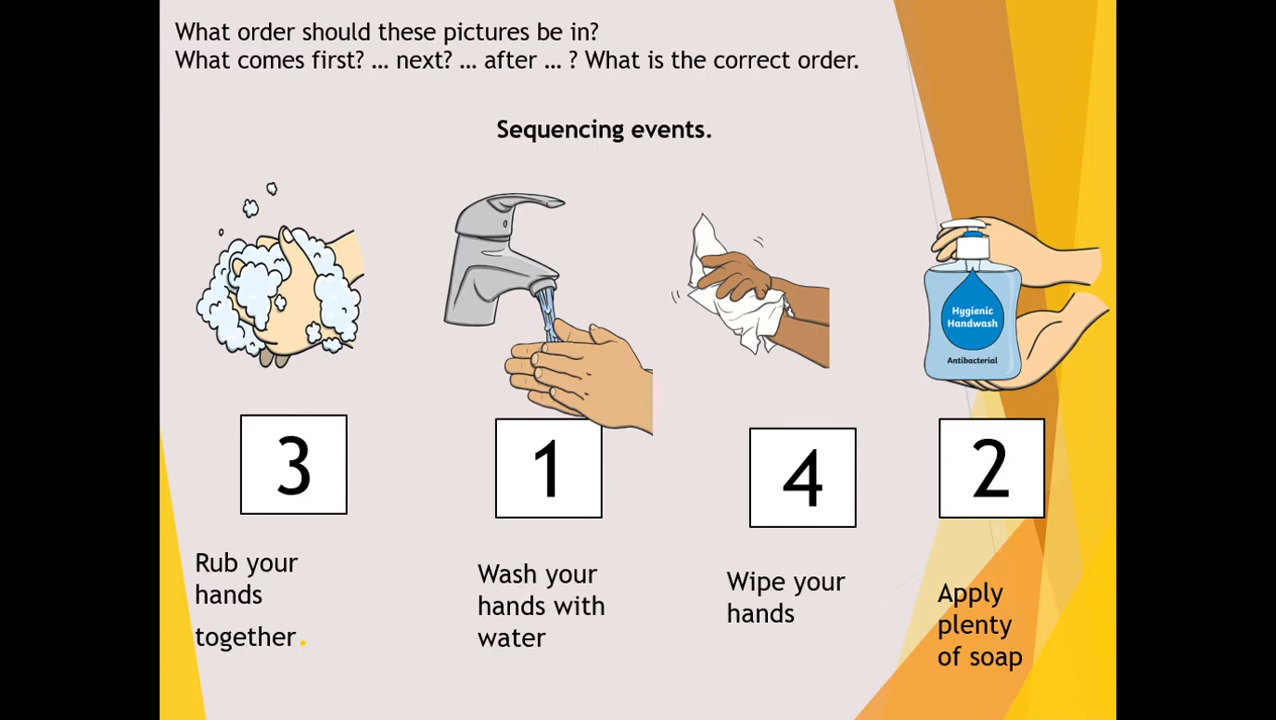 What order should these pictures be in?
What comes first? … next? … after … ? What is the correct order.
Sequencing events.
Hygienic
Handwash
Antibacterial
3
1
4
2
Rub your
hands
together.
Wash your
hands with
water
Wipe your
hands
Apply
plenty
of soap